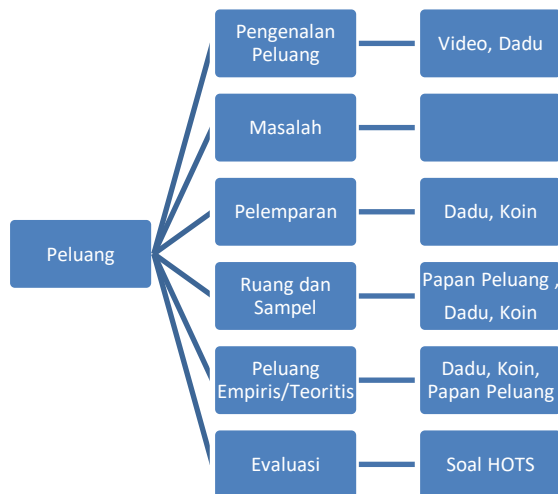 Pengenalan
Peluang
Video, Dadu
Masalah
Pelemparan
Dadu, Koin
Peluang
Ruang dan
Sampel
Papan Peluang ,
Dadu, Koin
Peluang
Empiris/Teoritis
Dadu, Koin,
Papan Peluang
Evaluasi
Soal HOTS